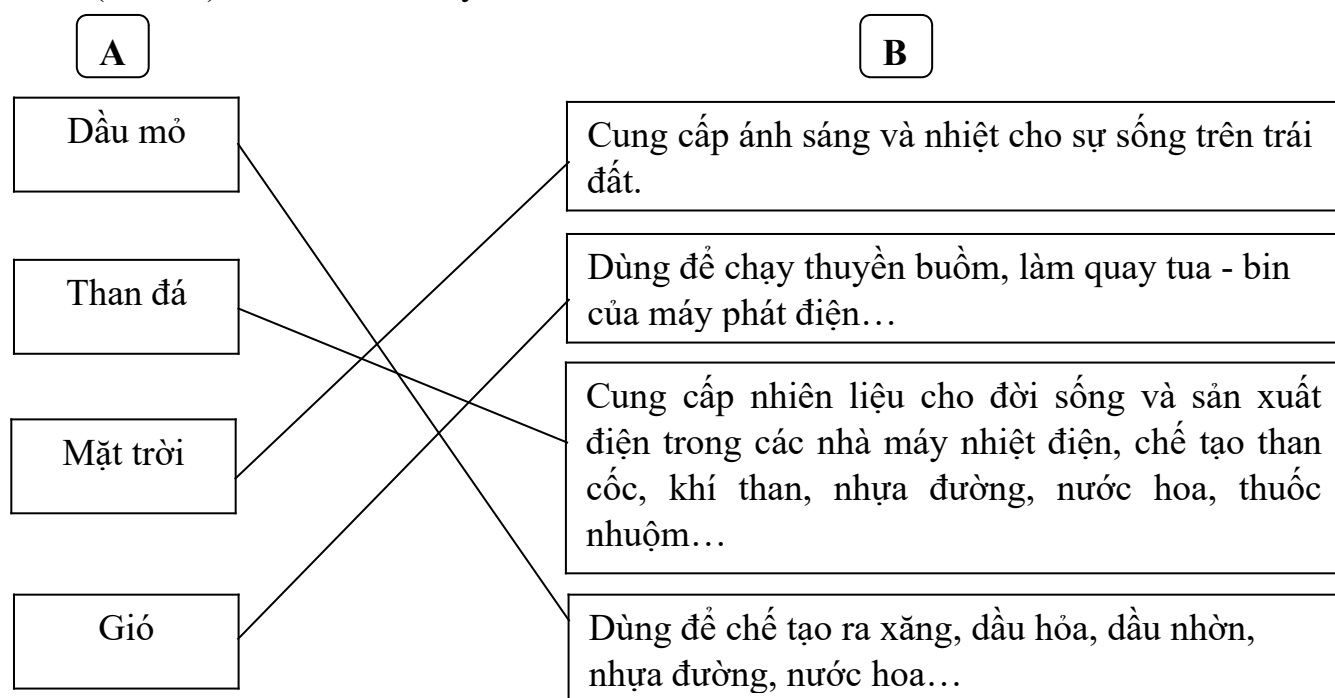 A
B
Dầu mỏ
Cung cấp ánh sáng và nhiệt cho sự sống trên trái
đất.
Than đá
Dùng để chạy thuyền buồm, làm quay tua - bin
của máy phát điện…
Mặt trời
Cung cấp nhiên liệu cho đời sống và sản xuất
điện trong các nhà máy nhiệt điện, chế tạo than
cốc, khí than, nhựa đường, nước hoa, thuốc
nhuộm…
Gió
Dùng để chế tạo ra xăng, dầu hỏa, dầu nhờn,
nhựa đường, nước hoa…